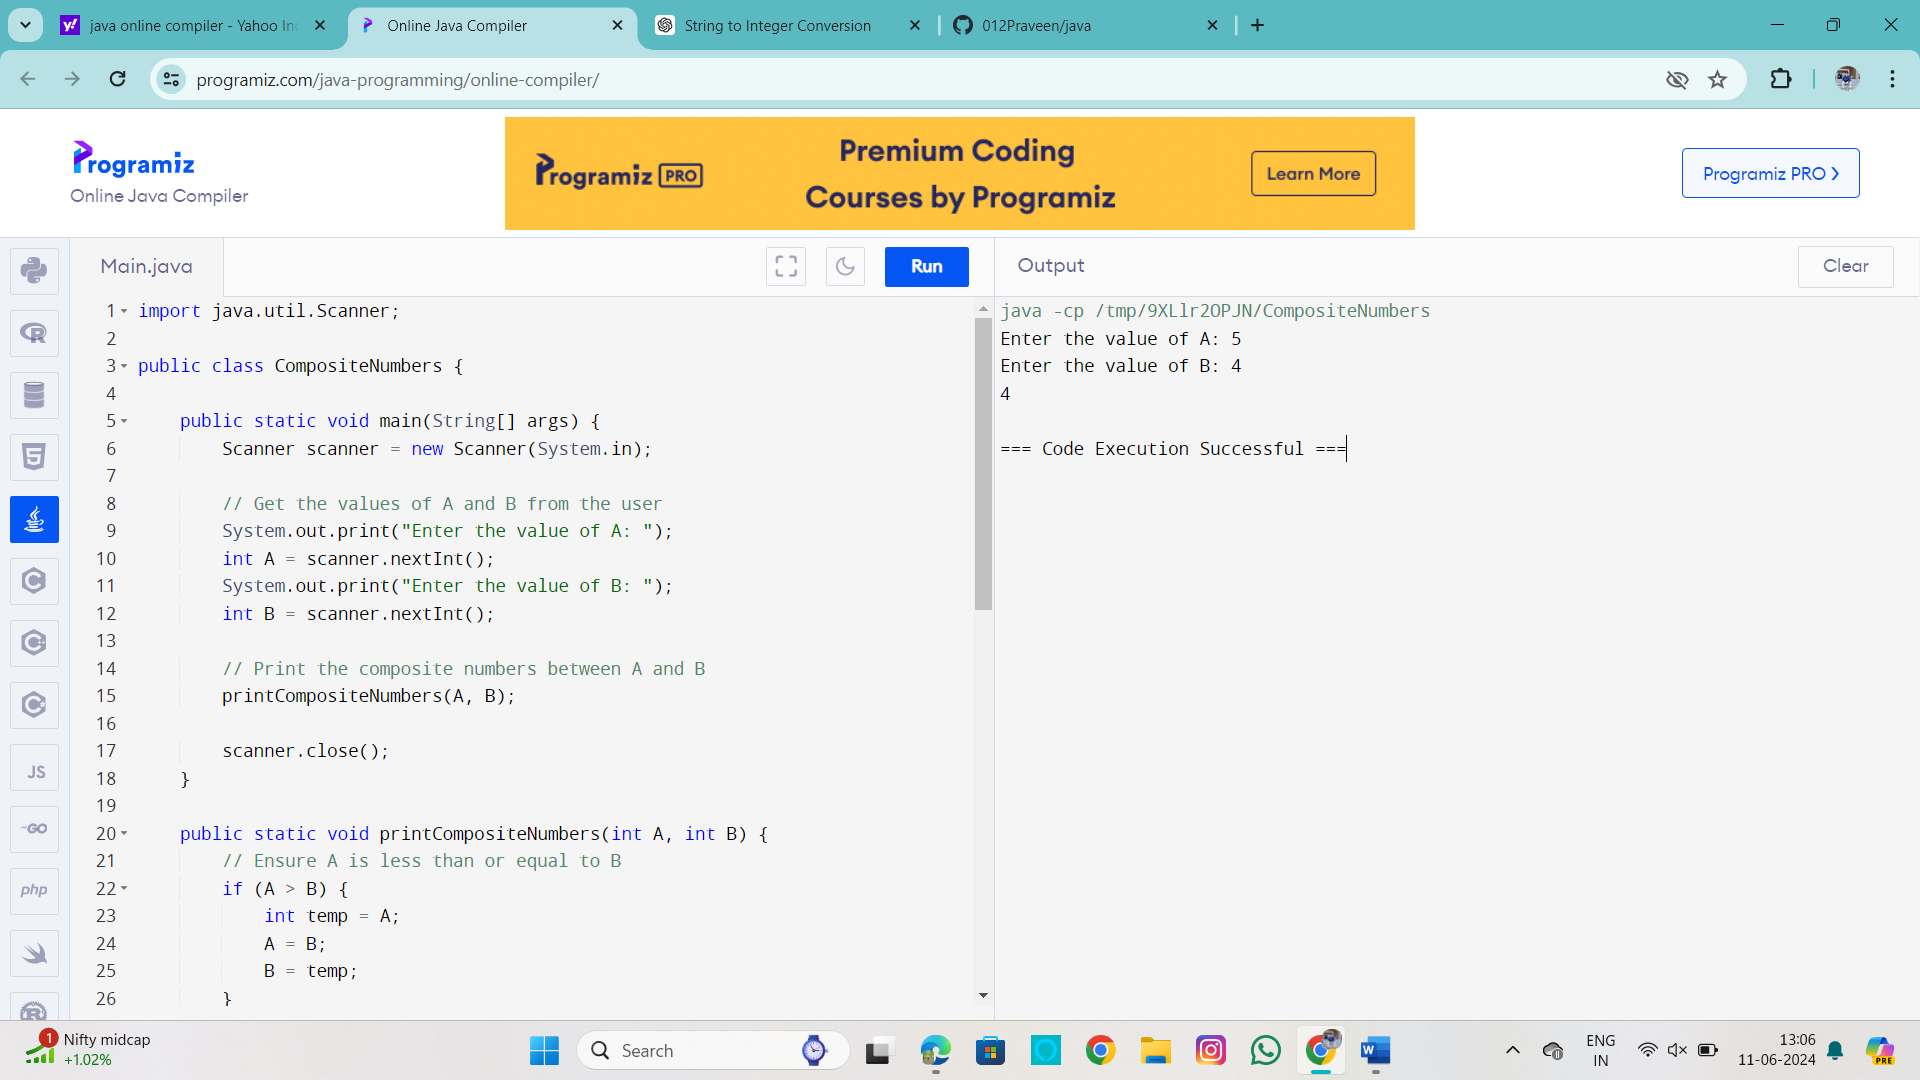 java online compiler - Yahoo In
Online Java Compiler
String to Integer Conversion
012Praveen/java
programiz.com/java-programming/online-compiler/
Programiz
Online Java Compiler
Programiz PRO
Premium Coding
Courses by Programiz
Learn More
Programiz PRO
Main.java
Run
Output
Clear
1 import java.util.Scanner;
2
3 public class CompositeNumbers {
4
5 public static void main(String[] args) {
6 Scanner scanner = new Scanner(System.in);
7
8 // Get the values of A and B from the user
9 System.out.print("Enter the value of A: ");
10 int A = scanner.nextInt();
11 System.out.print("Enter the value of B: ");
12 int B = scanner.nextInt();
13
14 // Print the composite numbers between A and B
15 printCompositeNumbers(A, B);
16
17 scanner.close();
18 }
19
20 public static void printCompositeNumbers(int A, int B) {
21 // Ensure A is less than or equal to B
22 if (A > B) {
23 int temp = A;
24 A = B;
25 B = temp;
26 }
java -cp /tmp/9XLlr2OPJN/CompositeNumbers
Enter the value of A: 5
Enter the value of B: 4
4
=== Code Execution Successful ===
JS
GO
php
1
Nifty midcap
+1.02%
Search
ENG
IN
13:06
11-06-2024
PRE